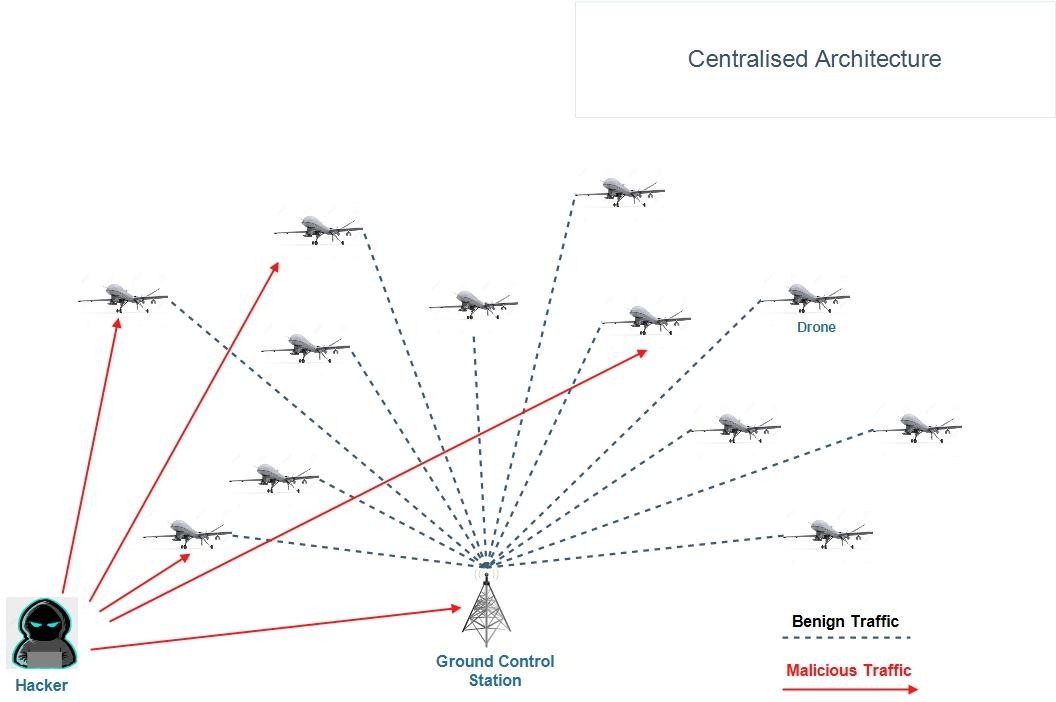 Centralised Architecture
Drone
Benign Traffic
Ground Control
Station
Malicious Traffic
Hacker